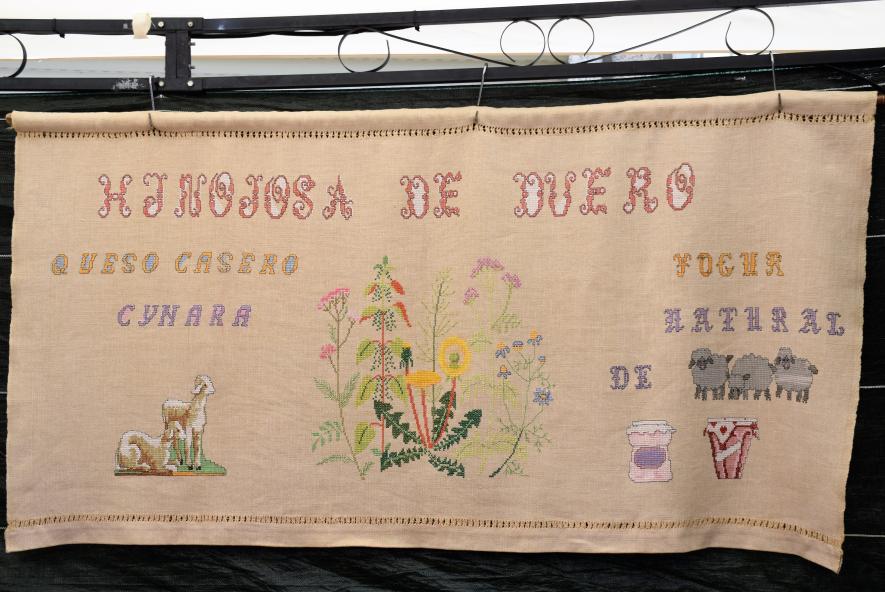 HINOJOSA DE DUERO
QUESO CASERO
CYNARA
YOGUR
NATURAL
DE